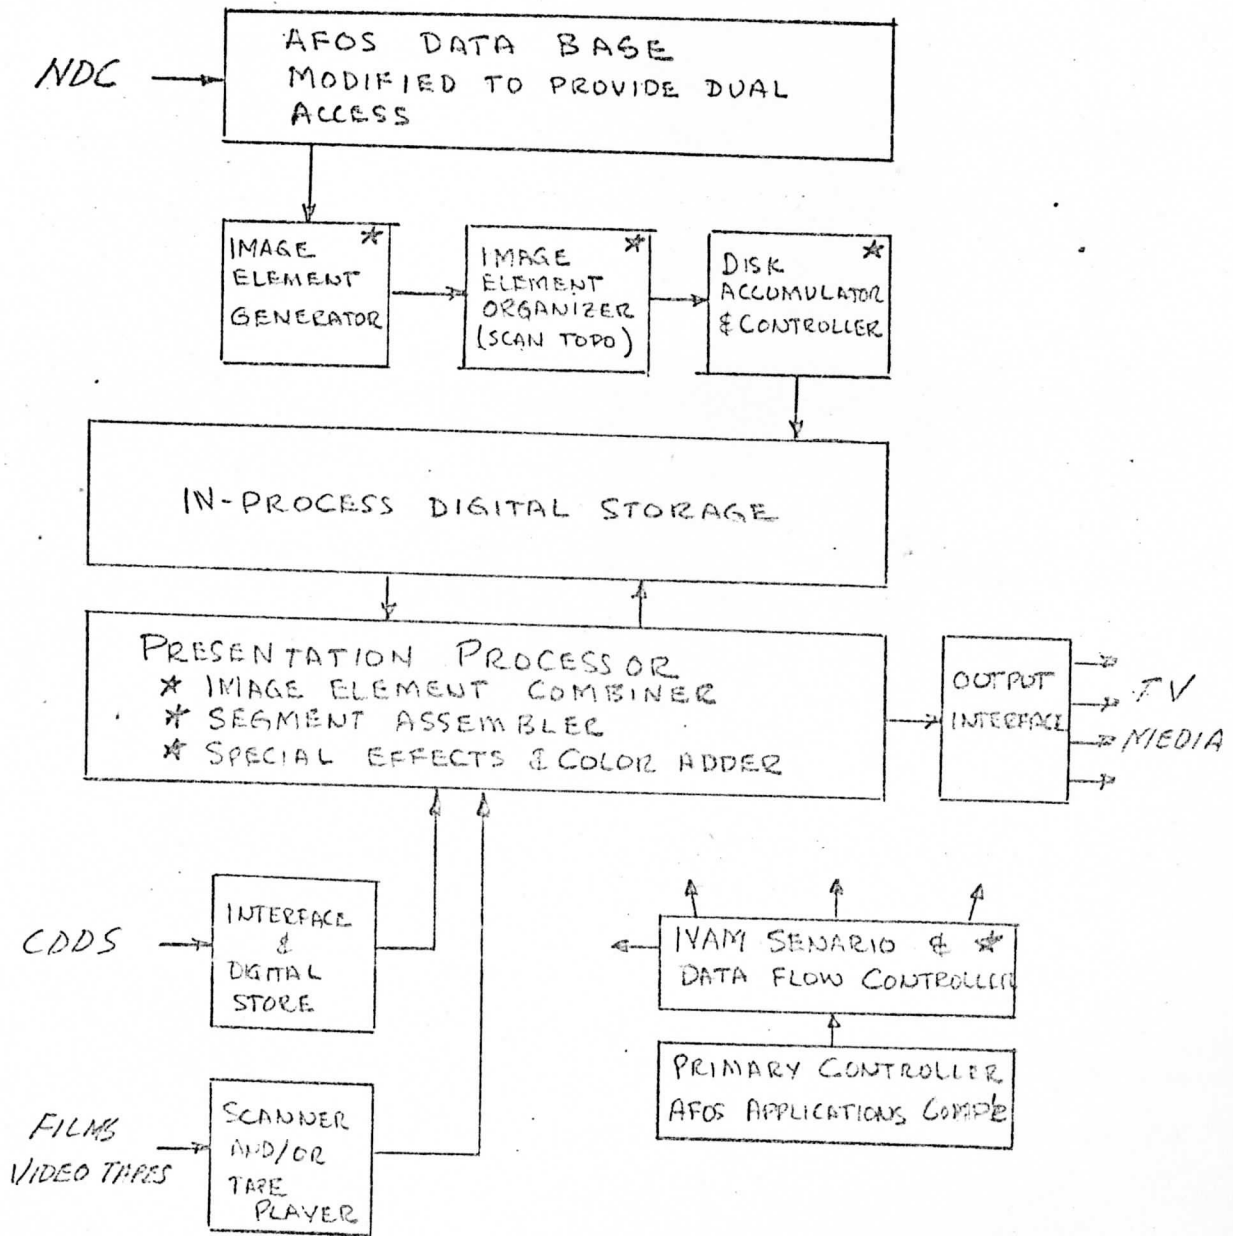 AFOS DATA BASE
MODIFIED TO PROVIDE DUAL
ACCESS
NDC
IMAGE
ELEMENT
GENERATOR
IMAGE
ELEMENT
ORGANIZER
(SCAN TOPO)
DISK
ACCUMULATOR
& CONTROLLER
IN-PROCESS DIGITAL STORAGE
PRESENTATION PROCESSOR
* IMAGE ELEMENT COMBINER
* SEGMENT ASSEMBLER
* SPECIAL EFFECTS & COLOR ADDER
OUTPUT
INTERFACE
TV
MEDIA
CDDS
INTERFACE
&
DIGITAL
STORE
IVAM SENARIO & *
DATA FLOW CONTROLLER
PRIMARY CONTROLLER
AFOS APPLICATIONS
FILMS
VIDEO TAPES
SCANNER
AND/OR
TAPE
PLAYER